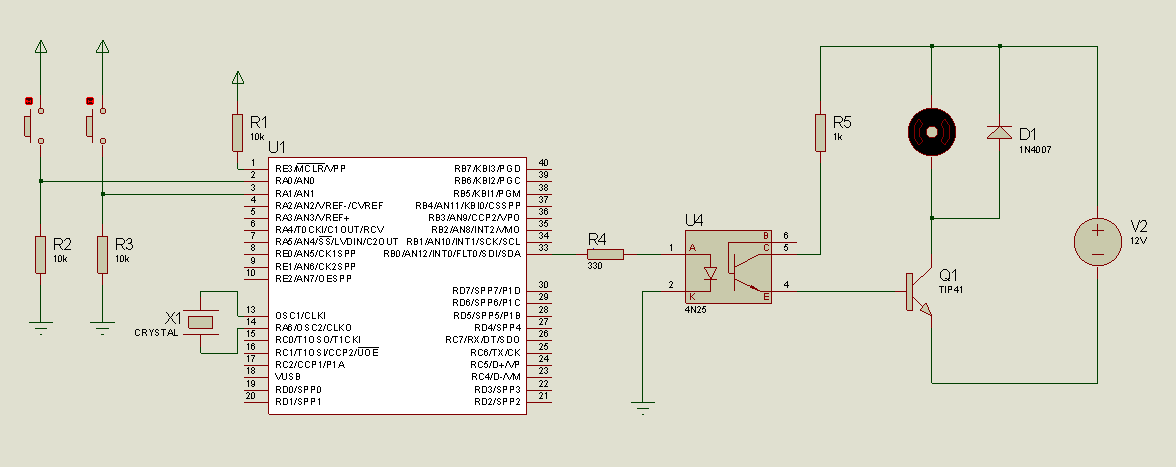 R1
10k
U1
R2
10k
R3
10k
X1
CRYSTAL
1 RE3/MCLR/VPP
2 RA0/AN0
3 RA1/AN1
4 RA2/AN2/VREF-/CVREF
5 RA3/AN3/VREF+
6 RA4/T0CKI/C1OUT/RCV
7 RA5/AN4/SS/LVDIN/C2OUT
8 RE0/AN5/CK1SPP
9 RE1/AN6/CK2SPP
10 RE2/AN7/OESPP
13 OSC1/CLKI
14 RA6/OSC2/CLKO
15 RC0/T1OSO/T1CKI
16 RC1/T1OSI/CCP2/UOE
17 RC2/CCP1/P1A
18 VUSB
19 RD0/SPP0
20 RD1/SPP1
RB7/KBI3/PGD 40
RB6/KBI2/PGC 39
RB5/KBI1/PGM 38
RB4/AN11/KBI0/CSSPP 37
RB3/AN9/CCP2/VPO 36
RB2/AN8/INT2/VMO 35
RB1/AN10/INT1/SCK/SCL 34
RB0/AN12/INT0/FLT0/SDI/SDA 33
RD7/SPP7/P1D 30
RD6/SPP6/P1C 29
RD5/SPP5/P1B 28
RD4/SPP4 27
RC7/RX/DT/SDO 26
RC6/TX/CK 25
RC5/D+/VP 24
RC4/D-/VM 23
RD3/SPP3 22
RD2/SPP2 21
R4
330
U4
1 A
2 K
B 6
C 5
E 4
4N25
R5
1k
D1
1N4007
Q1
TIP41
V2
12V